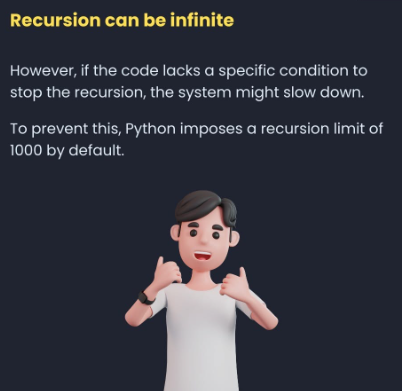 Recursion can be infinite
However, if the code lacks a specific condition to
stop the recursion, the system might slow down.
To prevent this, Python imposes a recursion limit of
1000 by default.